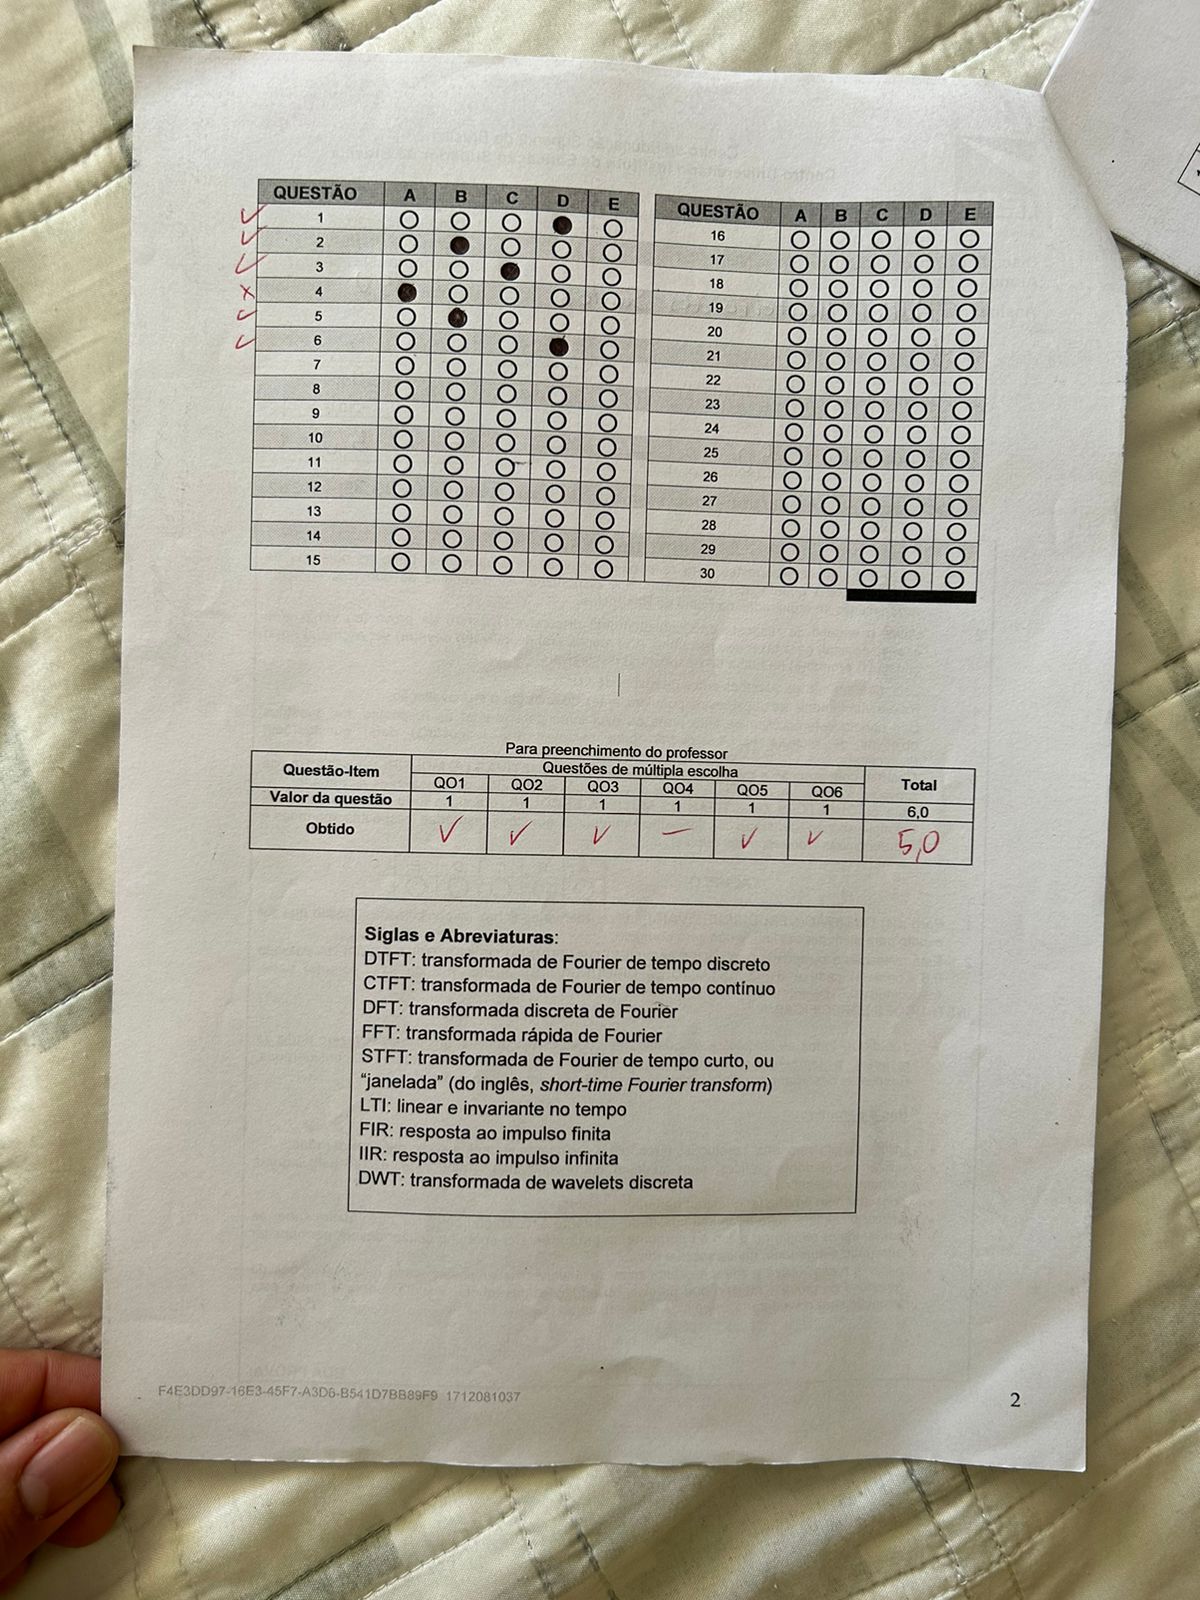 QUESTÃO A B C D E
1
2
3
4
5
6
7
8
9
10
11
12
13
14
15
QUESTÃO A B C D E
16
17
18
19
20
21
22
23
24
25
26
27
28
29
30
Para preenchimento do professor
Questão-Item Questões de múltipla escolha Total
QO1 QO2 QO3 QO4 QO5 QO6
Valor da questão 1 1 1 1 1 1 6,0
Obtido 5,0
Siglas e Abreviaturas:
DTFT: transformada de Fourier de tempo discreto
CTFT: transformada de Fourier de tempo contínuo
DFT: transformada discreta de Fourier
FFT: transformada rápida de Fourier
STFT: transformada de Fourier de tempo curto, ou
“janelada” (do inglês, short-time Fourier transform)
LTI: linear e invariante no tempo
FIR: resposta ao impulso finita
IIR: resposta ao impulso infinita
DWT: transformada de wavelets discreta
F4E3DD97-16E3-45F7-A3D6-B541D7BB89F9 1712081037
2